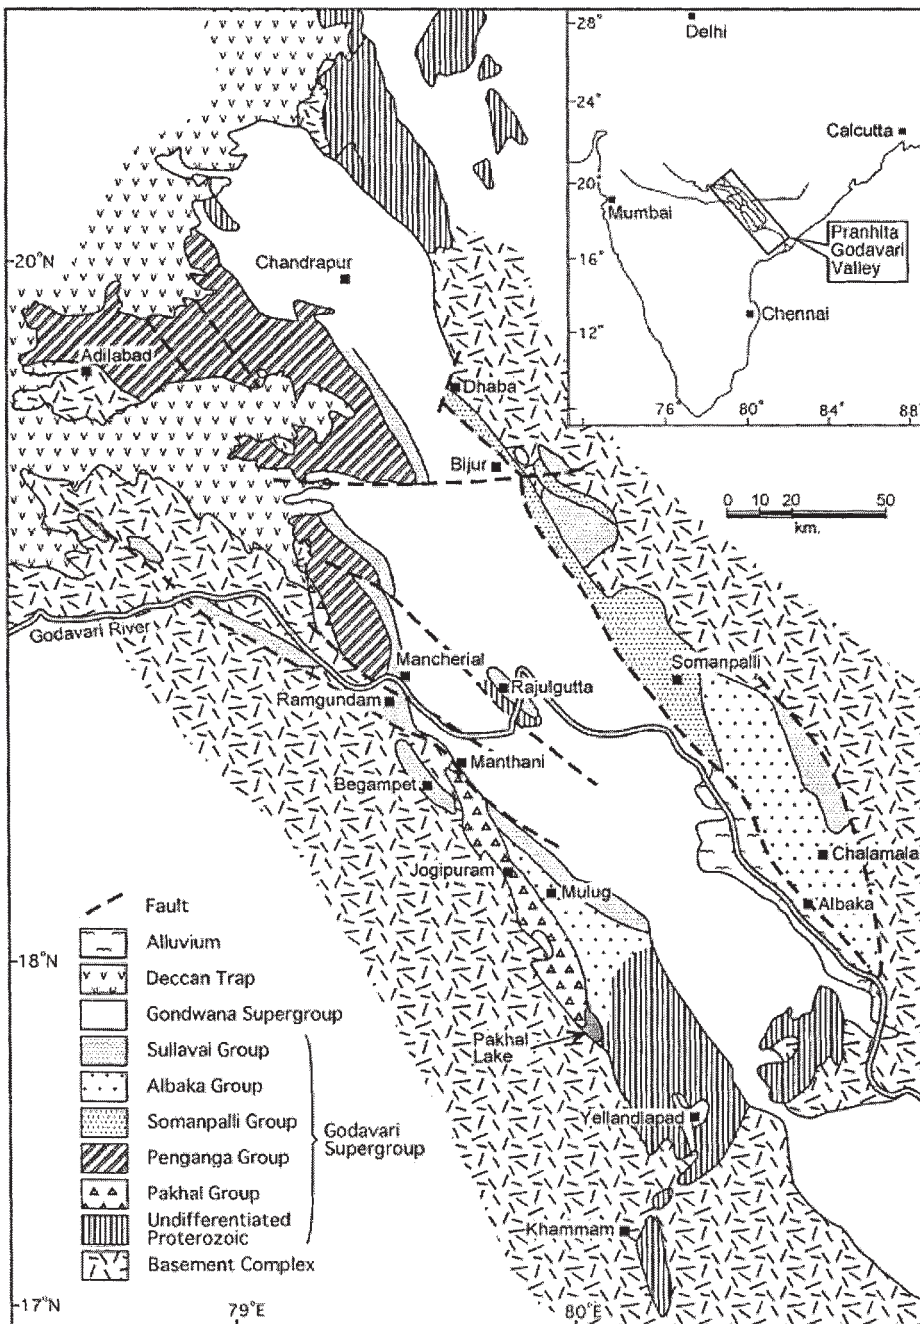 28°
Delhi
24°
Calcutta
20°
Mumbai
Pranhita
Godavari
Valley
16°
Chennai
12°
76°
80°
84°
88°
20°N
Chandrapur
Adilabad
Dhaba
Bijur
0 10 20 50
km.
Godavari River
Somanpalli
Mancherial
Rajulgutta
Ramgundam
Manthani
Begampet
Chalamala
Jogipuram
Mulug
Albaka
18°N
Pakhal
Lake
Yellandlapad
Khammam
Fault
Alluvium
Deccan Trap
Gondwana Supergroup
Sullavai Group
Albaka Group
Somanpalli Group
Godavari
Supergroup
Penganga Group
Pakhal Group
Undifferentiated
Proterozoic
Basement Complex
17°N
79°E
80°E